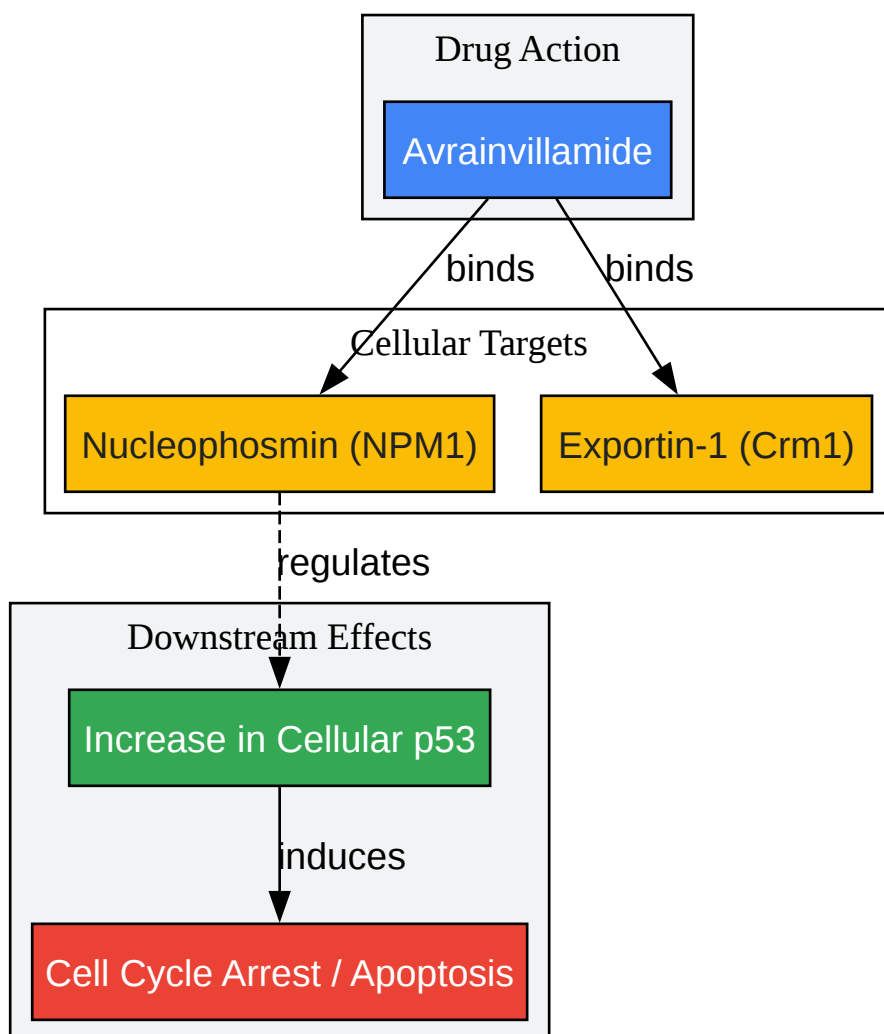 Drug Action
Avrainvillamide
binds
binds
Cellular Targets
Nucleophosmin (NPM1)
Exportin-1 (Crm1)
regulates
Downstream Effects
Increase in Cellular p53
induces
Cell Cycle Arrest / Apoptosis